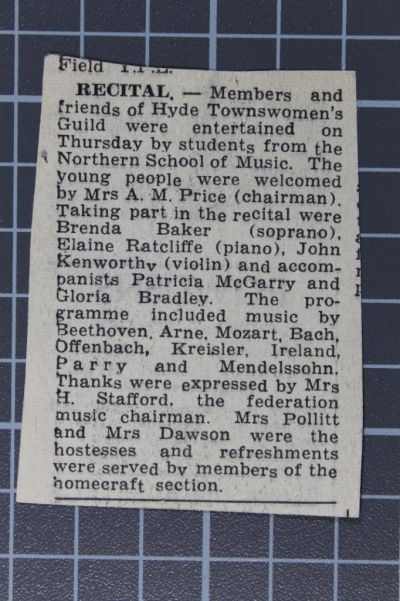 Field
RECITAL. — Members and
friends of Hyde Townswomen's
Guild were entertained on
Thursday by students from the
Northern School of Music. The
young people were welcomed
by Mrs A. M. Price (chairman).
Taking part in the recital were
Brenda Baker (soprano),
Elaine Ratcliffe (piano), John
Kenworthy (violin) and accom-
panists Patricia McGarry and
Gloria Bradley. The pro-
gramme included music by
Beethoven, Arne, Mozart, Bach,
Offenbach, Kreisler, Ireland,
Parry and Mendelssohn.
Thanks were expressed by Mrs
H. Stafford, the federation
music chairman. Mrs Pollitt
and Mrs Dawson were the
hostesses and refreshments
were served by members of the
homecraft section.